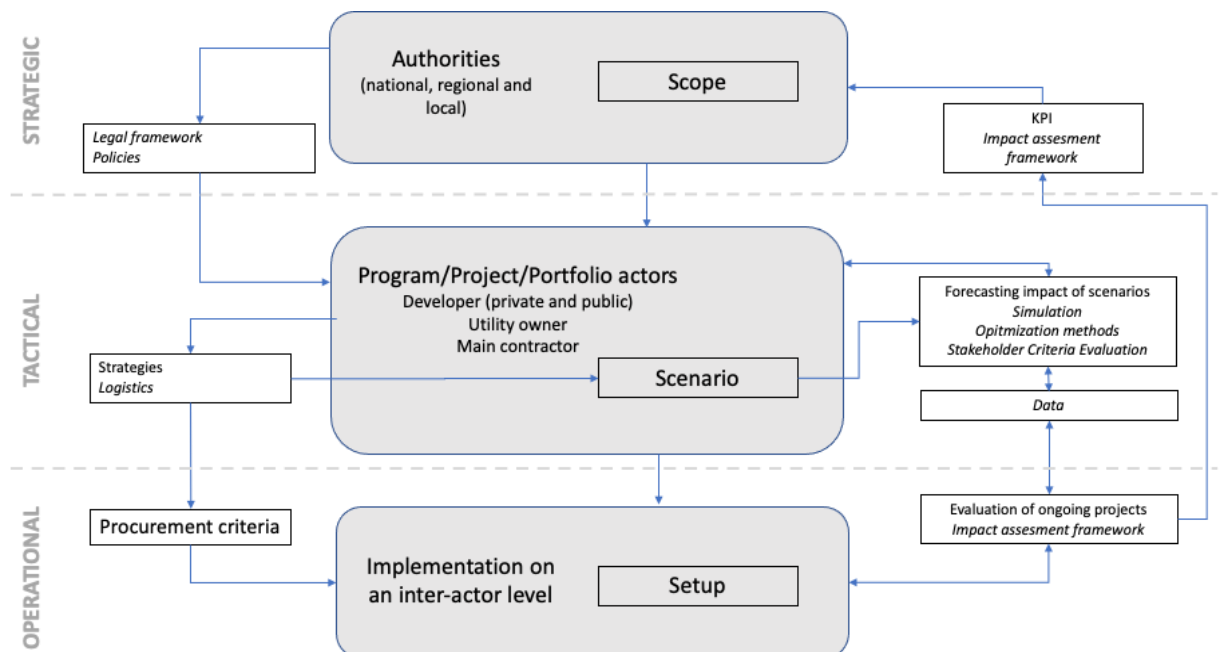 STRATEGIC
Authorities
(national, regional and
local)
Scope
Legal framework
Policies
KPI
Impact assesment
framework
TACTICAL
Program/Project/Portfolio actors
Developer (private and public)
Utility owner
Main contractor
Scenario
Strategies
Logistics
Forecasting impact of scenarios
Simulation
Opitmization methods
Stakeholder Criteria Evaluation
Data
OPERATIONAL
Procurement criteria
Implementation on
an inter-actor level
Setup
Evaluation of ongoing projects
Impact assesment framework